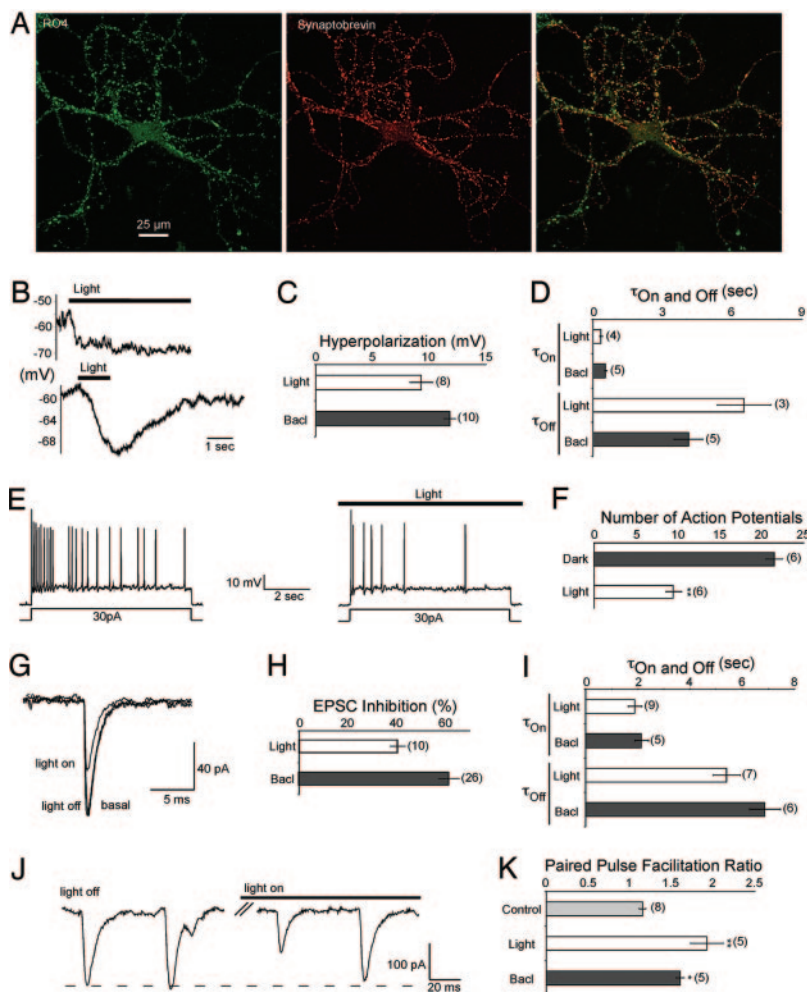 A
RO4
Synaptobrevin
25 µm
B
Light
-50
-60
-70
(mV)
Light
-60
-64
-68
1 sec
C
Hyperpolarization (mV)
0 5 10 15
Light (8)
Bacl (10)
D
τOn and Off (sec)
0 3 6 9
τOn
Light (4)
Bacl (5)
τOff
Light (3)
Bacl (5)
E
Light
10 mV
2 sec
30pA
30pA
F
Number of Action Potentials
0 5 10 15 20 25
Dark (6)
Light (6)
G
light on
light off basal
40 pA
5 ms
H
EPSC Inhibition (%)
0 20 40 60
Light (10)
Bacl (26)
I
τOn and Off (sec)
0 2 4 6 8
τOn
Light (9)
Bacl (5)
τOff
Light (7)
Bacl (6)
J
light off
light on
100 pA
20 ms
K
Paired Pulse Facilitation Ratio
0 0.5 1 1.5 2 2.5
Control (8)
Light ** (5)
Bacl * (5)